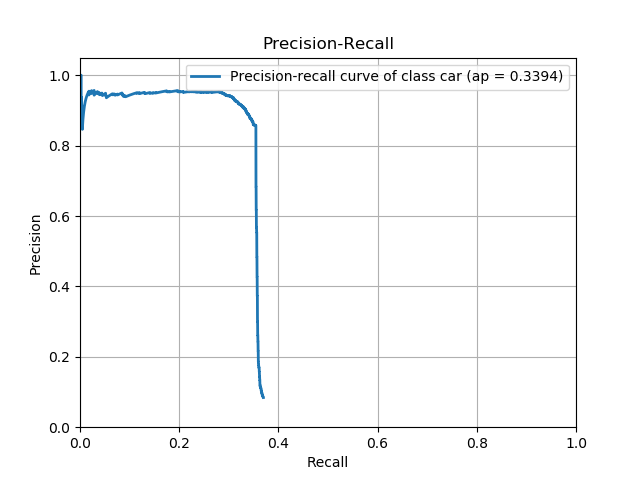 Precision-Recall
Precision-recall curve of class car (ap = 0.3394)
Precision
1.0
0.8
0.6
0.4
0.2
0.0
0.0 0.2 0.4 0.6 0.8 1.0
Recall